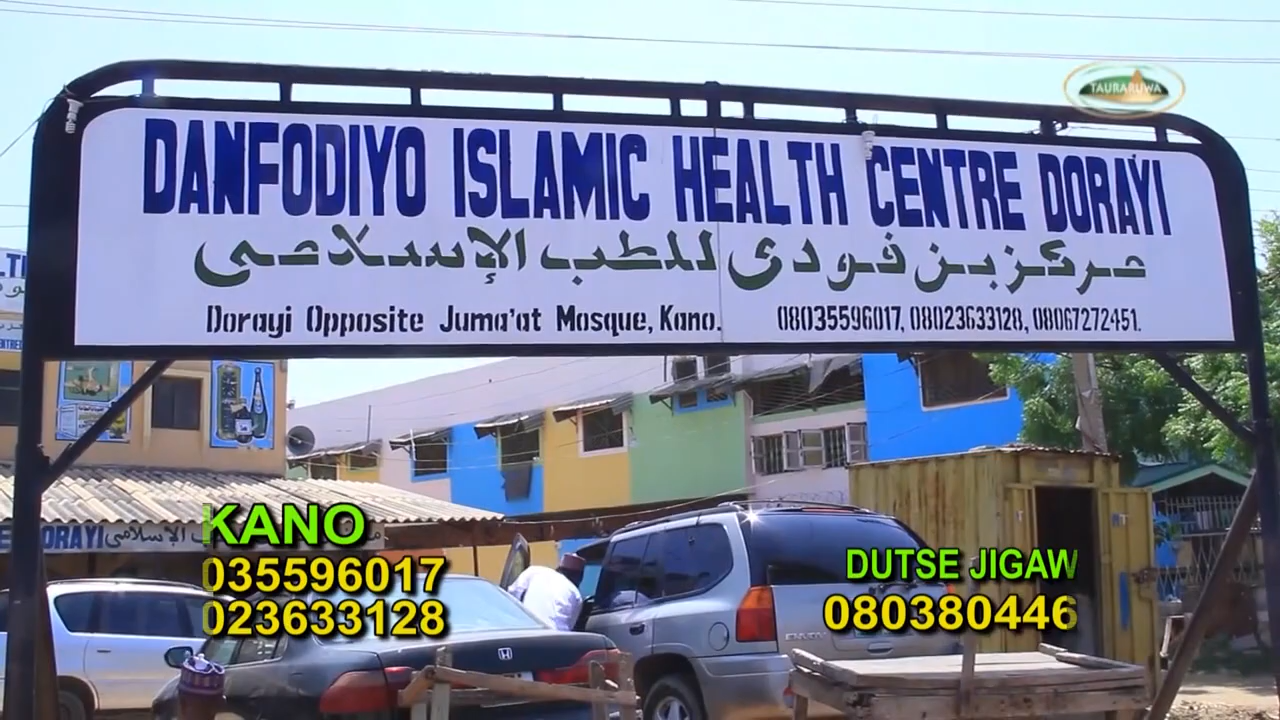 TAURARUWA
DANFODIYO ISLAMIC HEALTH CENTRE DORAYI
مركز بن فودى للطب الإسلامى
Dorayi Opposite Juma'at Mosque, Kano. 08035596017, 08023633128, 08067272451.
DORAYI
KANO
035596017
023633128
DUTSE JIGAW
080380446
ENVOY